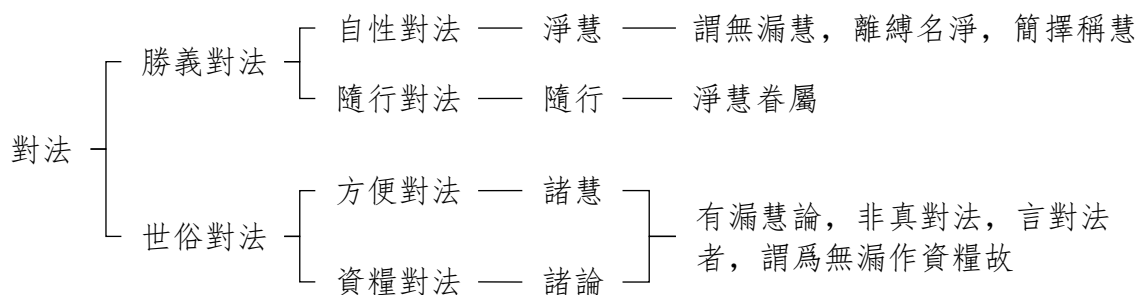 自性對法 — 淨慧 — 謂無漏慧，離縛名淨，簡擇稱慧
勝義對法
隨行對法 — 隨行 — 淨慧眷屬
對法
方便對法 — 諸慧
世俗對法
有漏慧論，非真對法，言對法
者，謂爲無漏作資糧故
資糧對法 — 諸論